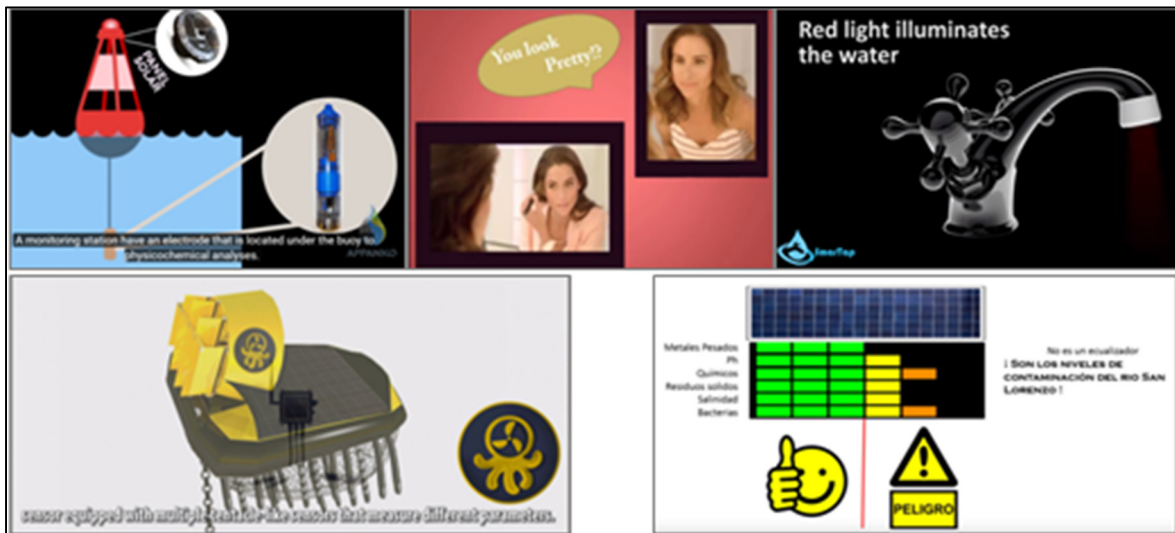 PANEL
SOLAR
A monitoring station have an electrode that is located under the buoy to
physicochemical analyses.
APPANIKO
You look
Pretty!?
Red light illuminates
the water
SmarTap
sensor equipped with multiple tentacle-like sensors that measure different parameters.
Metales Pesados
Ph
Químicos
Residuos solidos
Salinidad
Bacterias
No es un ecualizador
¡ SON LOS NIVELES DE
CONTAMINACIÓN DEL RIO SAN
LORENZO !
PELIGRO